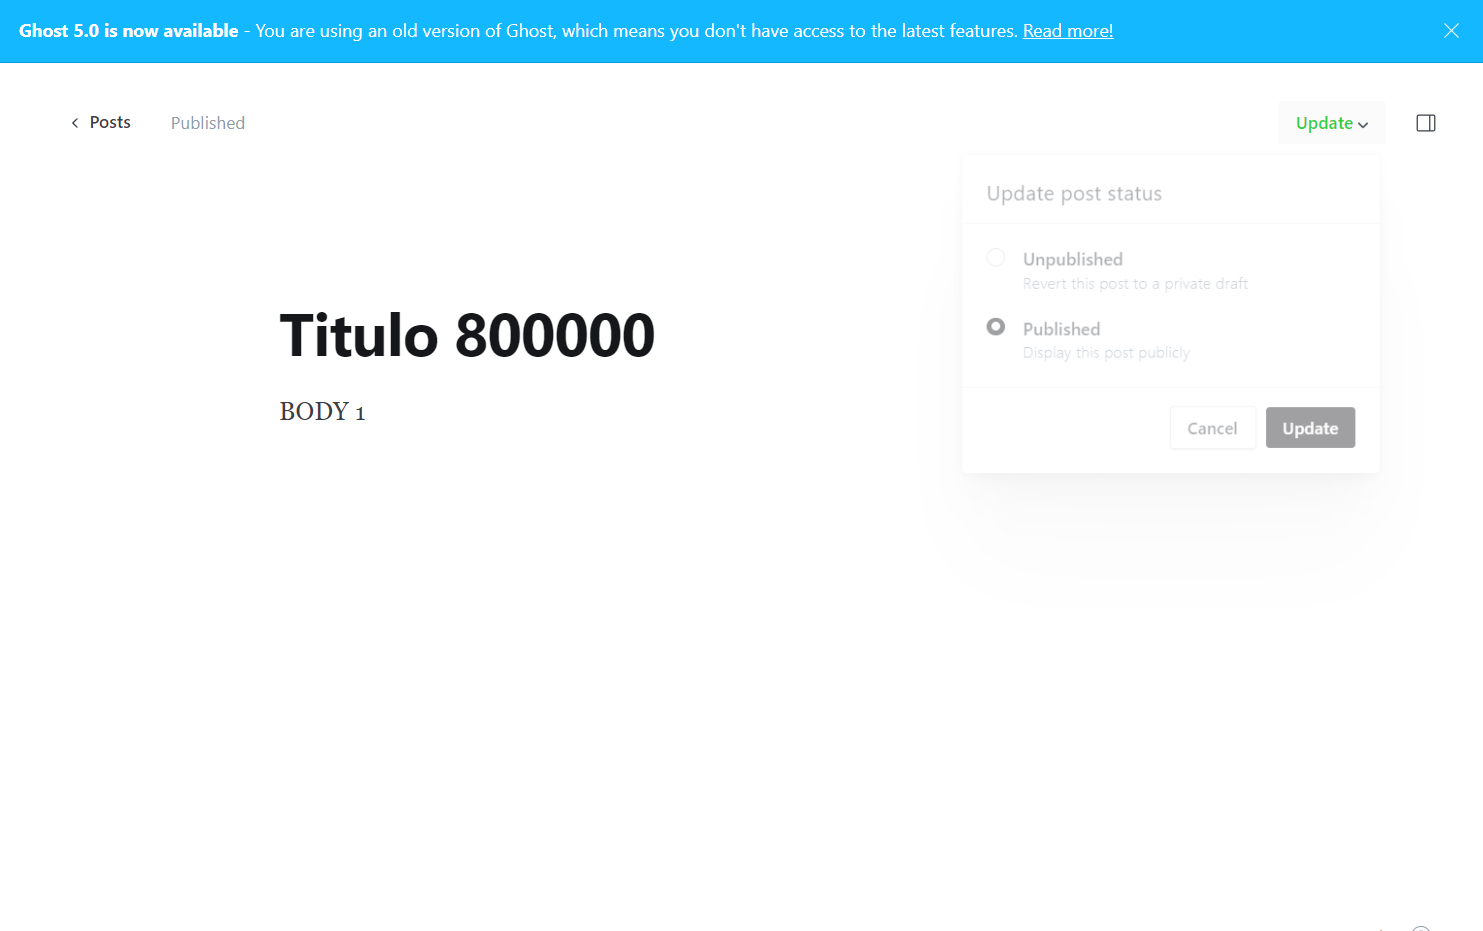 Ghost 5.0 is now available - You are using an old version of Ghost, which means you don't have access to the latest features. Read more!
Posts
Published
Update
Update post status
Unpublished
Revert this post to a private draft
Published
Display this post publicly
Cancel
Update
Titulo 800000
BODY 1